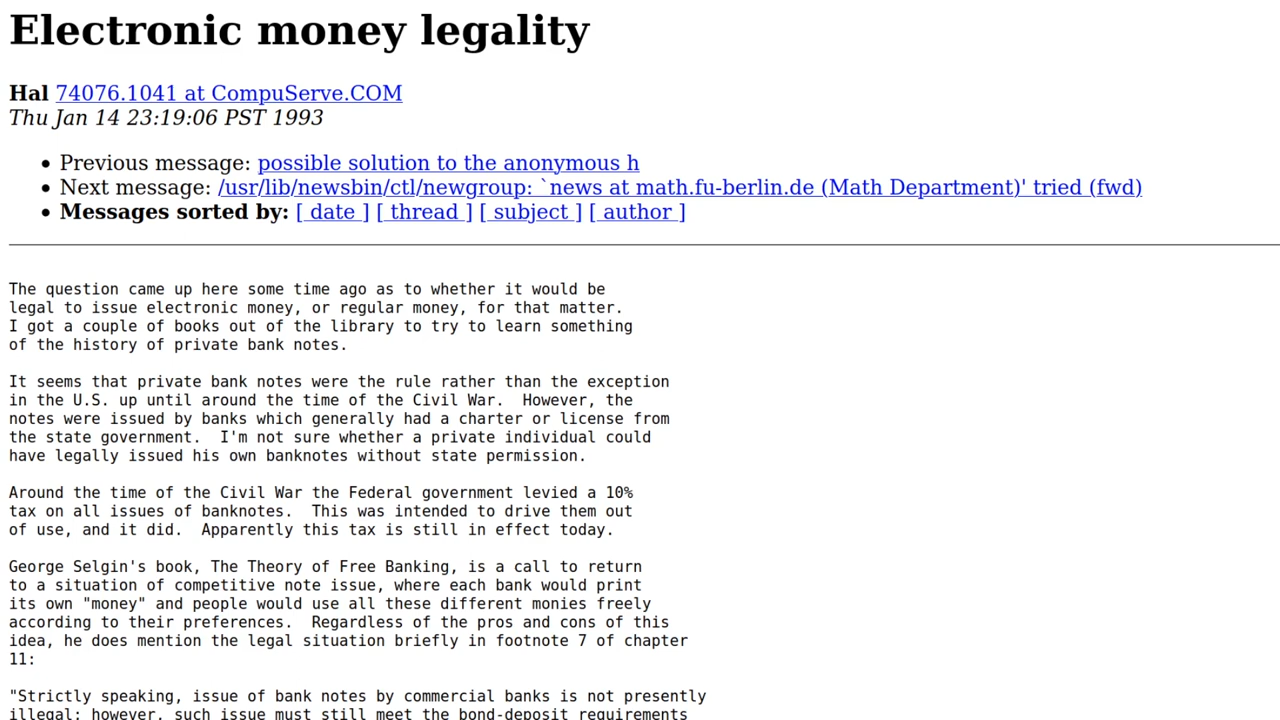 Electronic money legality
Hal 74076.1041 at CompuServe.COM
Thu Jan 14 23:19:06 PST 1993
• Previous message: possible solution to the anonymous h
• Next message: /usr/lib/newsbin/ctl/newgroup: `news at math.fu-berlin.de (Math Department)' tried (fwd)
• Messages sorted by: [ date ] [ thread ] [ subject ] [ author ]
The question came up here some time ago as to whether it would be
legal to issue electronic money, or regular money, for that matter.
I got a couple of books out of the library to try to learn something
of the history of private bank notes.
It seems that private bank notes were the rule rather than the exception
in the U.S. up until around the time of the Civil War.  However, the
notes were issued by banks which generally had a charter or license from
the state government.  I'm not sure whether a private individual could
have legally issued his own banknotes without state permission.
Around the time of the Civil War the Federal government levied a 10%
tax on all issues of banknotes.  This was intended to drive them out
of use, and it did.  Apparently this tax is still in effect today.
George Selgin's book, The Theory of Free Banking, is a call to return
to a situation of competitive note issue, where each bank would print
its own "money" and people would use all these different monies freely
according to their preferences.  Regardless of the pros and cons of this
idea, he does mention the legal situation briefly in footnote 7 of chapter
11:
"Strictly speaking, issue of bank notes by commercial banks is not presently
illegal; however, such issue must still meet the bond-deposit requirements